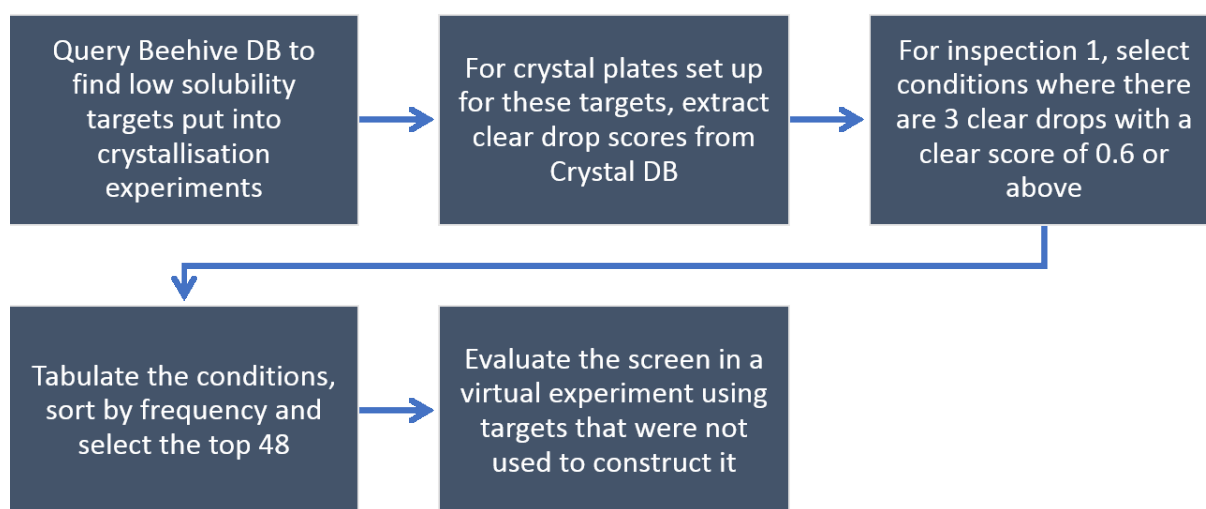 Query Beehive DB to
find low solubility
targets put into
crystallisation
experiments
For crystal plates set up
for these targets, extract
clear drop scores from
Crystal DB
For inspection 1, select
conditions where there
are 3 clear drops with a
clear score of 0.6 or
above
Tabulate the conditions,
sort by frequency and
select the top 48
Evaluate the screen in a
virtual experiment using
targets that were not
used to construct it